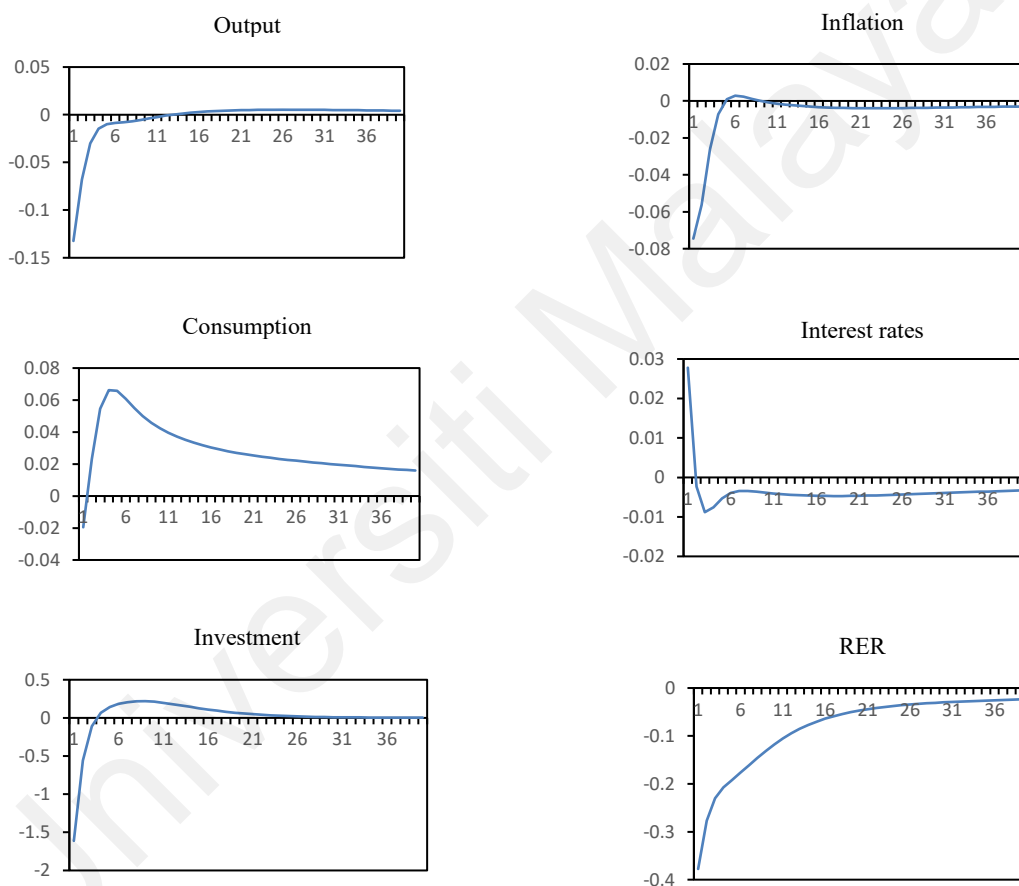 Output
0.05
0
-0.05
-0.1
-0.15
1 6 11 16 21 26 31 36
Inflation
0.02
0
-0.02
-0.04
-0.06
-0.08
1 6 11 16 21 26 31 36
Consumption
0.08
0.06
0.04
0.02
0
-0.02
-0.04
1 6 11 16 21 26 31 36
Interest rates
0.03
0.02
0.01
0
-0.01
-0.02
1 6 11 16 21 26 31 36
Investment
0.5
0
-0.5
-1
-1.5
-2
1 6 11 16 21 26 31 36
RER
0
-0.1
-0.2
-0.3
-0.4
1 6 11 16 21 26 31 36
Universiti Malaya